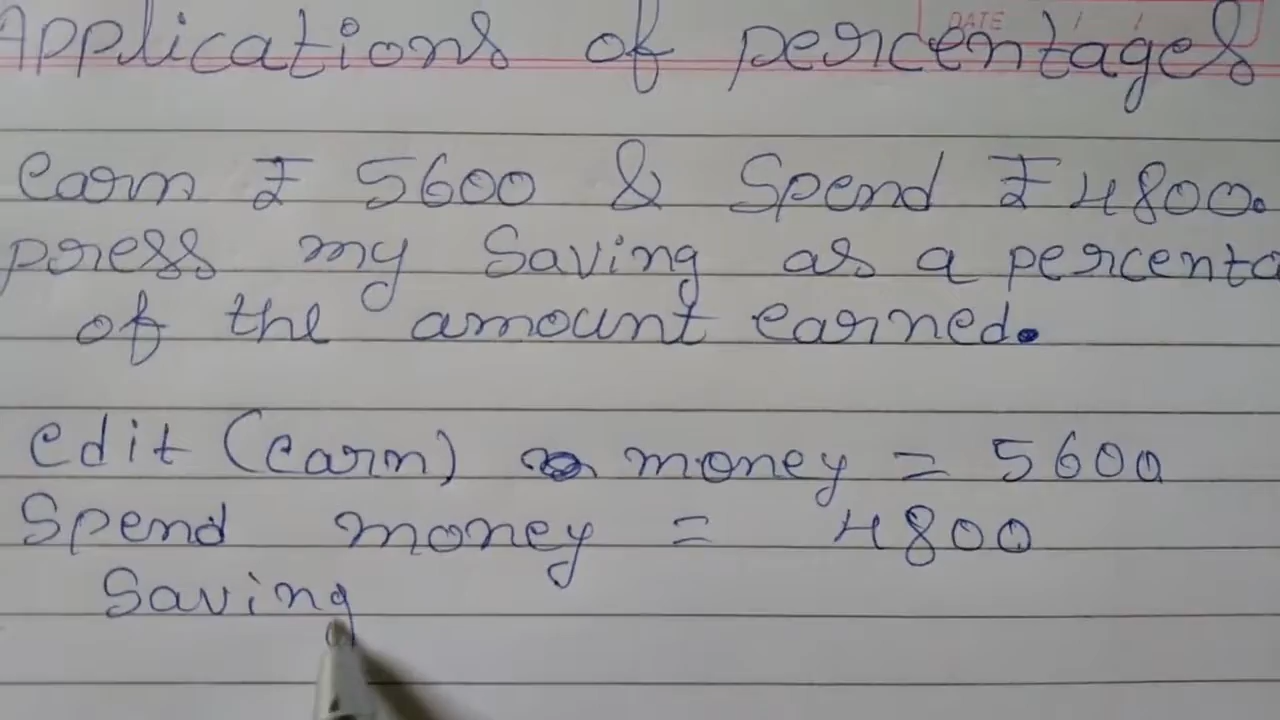 Applications of percentages
DATE / /
earn ₹ 5600 & Spend ₹ 4800.
press my Saving as a percenta
of the amount earned.
edit (earn) money = 5600
Spend money = 4800
Saving